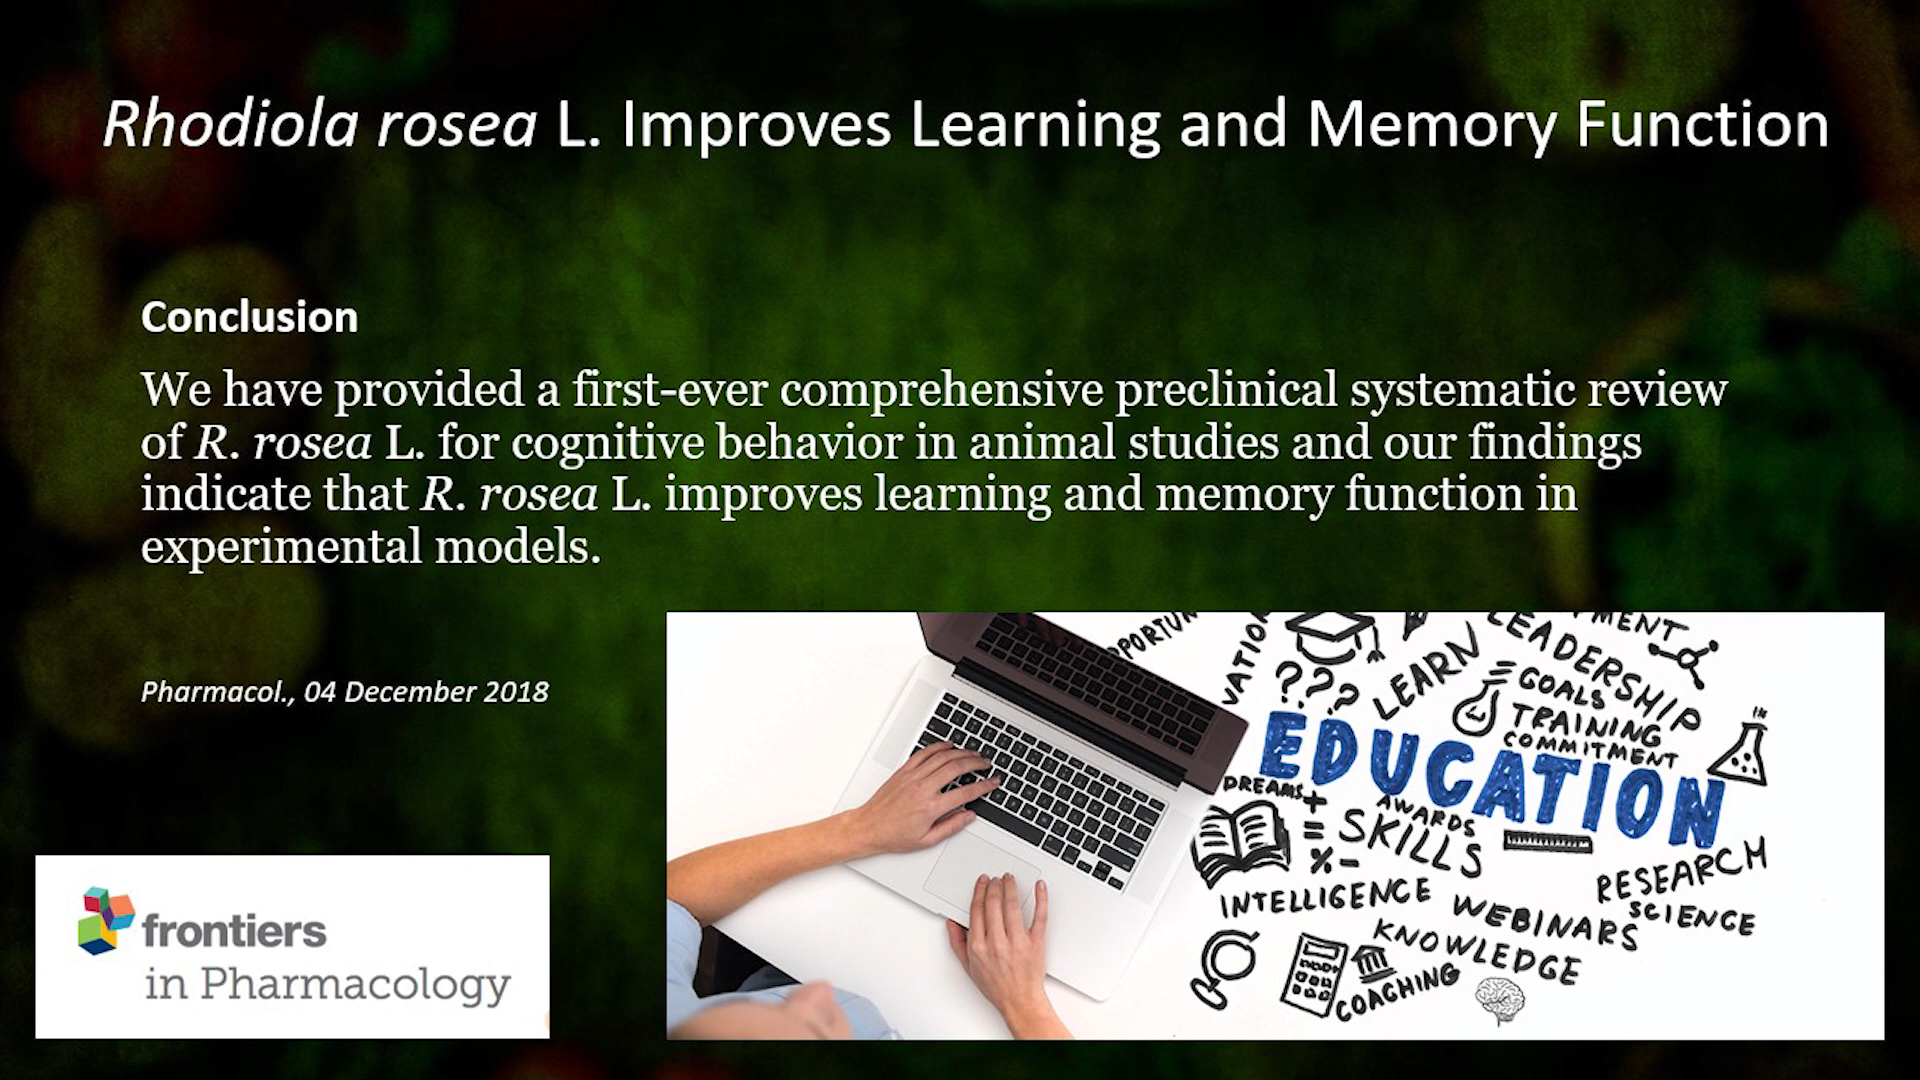 Rhodiola rosea L. Improves Learning and Memory Function
Conclusion
We have provided a first-ever comprehensive preclinical systematic review
of R. rosea L. for cognitive behavior in animal studies and our findings
indicate that R. rosea L. improves learning and memory function in
experimental models.
Pharmacol., 04 December 2018
frontiers
in Pharmacology
LEARN
LEADERSHIP
GOALS
TRAINING
COMMITMENT
EDUCATION
DREAMS
AWARDS
SKILLS
RESEARCH
SCIENCE
INTELLIGENCE
WEBINARS
KNOWLEDGE
COACHING